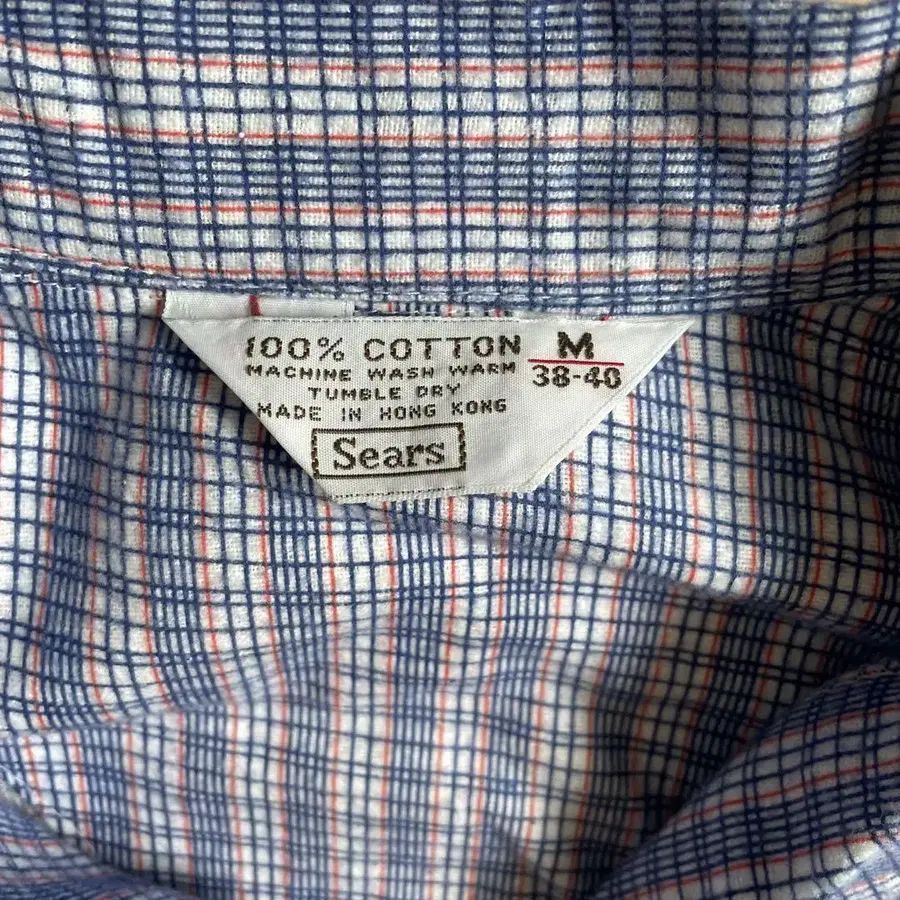 100% COTTON
MACHINE WASH WARM
TUMBLE DRY
MADE IN HONG KONG
Sears
M
38-40